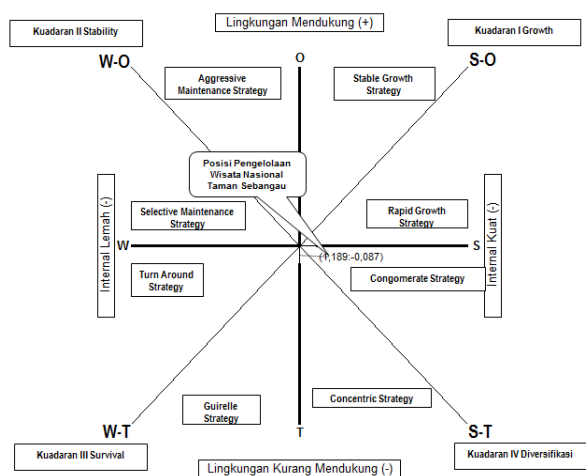 Lingkungan Mendukung (+)
Kuadaran II Stability
Kuadaran I Growth
W-O
O
S-O
Aggressive
Maintenance Strategy
Stable Growth
Strategy
Posisi Pengelolaan
Wisata Nasional
Taman Sebangau
Internal Lemah (-)
Selective Maintenance
Strategy
Rapid Growth
Strategy
Internal Kuat (-)
W
S
(1,189:-0,087)
Turn Around
Strategy
Congomerate Strategy
Guirelle
Strategy
Concentric Strategy
W-T
T
S-T
Kuadaran III Survival
Kuadaran IV Diversifikasi
Lingkungan Kurang Mendukung (-)